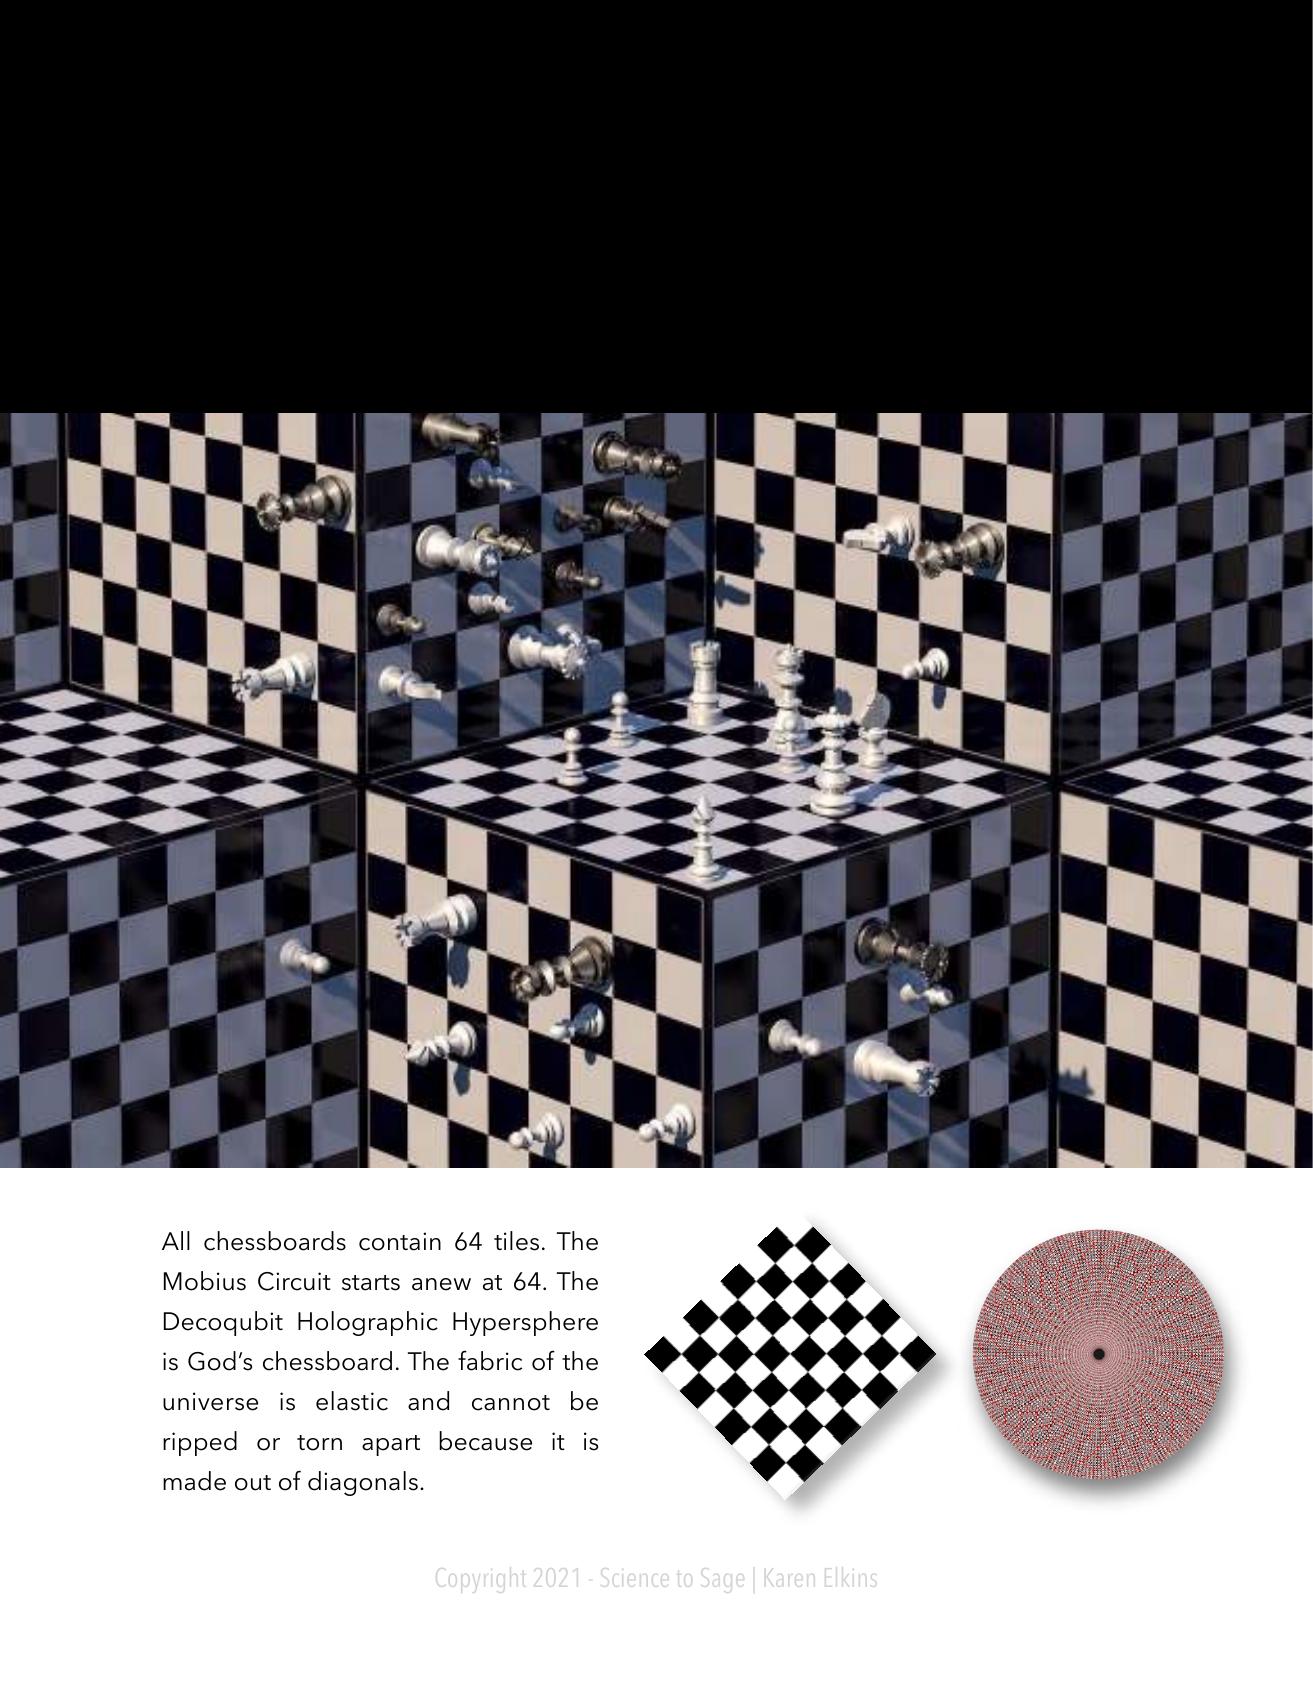 All chessboards contain 64 tiles. The
Mobius Circuit starts anew at 64. The
Decoqubit Holographic Hypersphere
is God’s chessboard. The fabric of the
universe is elastic and cannot be
ripped or torn apart because it is
made out of diagonals.
Copyright 2021 - Science to Sage | Karen Elkins